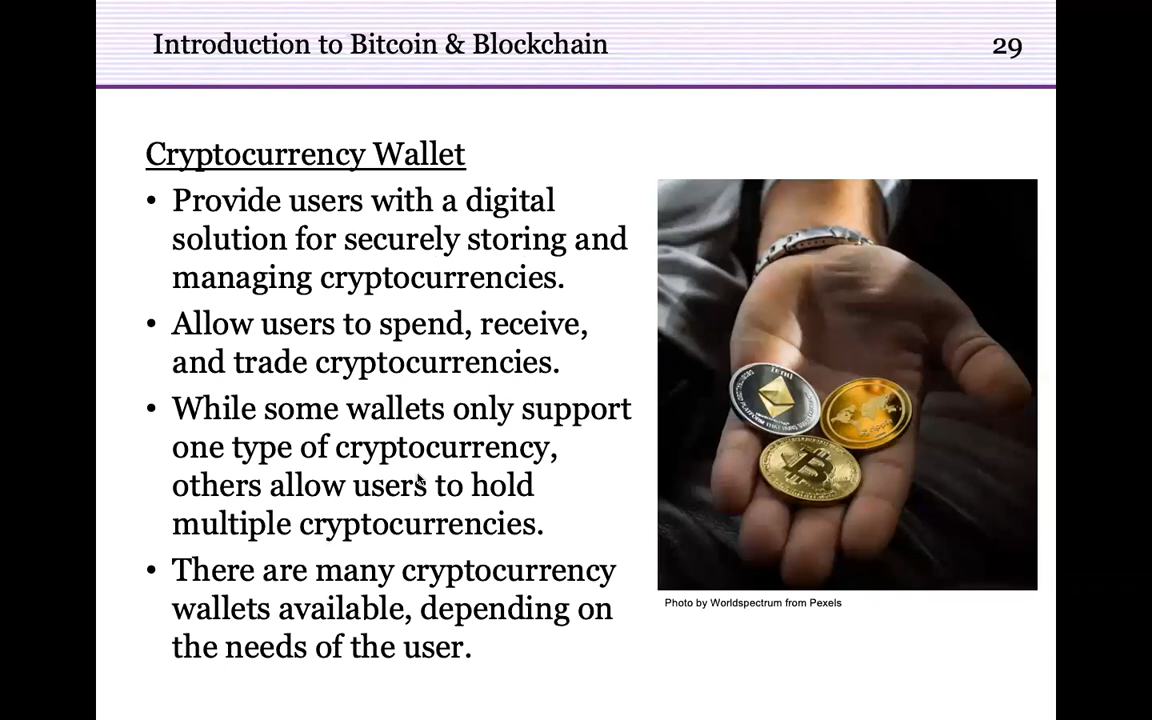 Introduction to Bitcoin & Blockchain
29
Cryptocurrency Wallet
• Provide users with a digital
solution for securely storing and
managing cryptocurrencies.
• Allow users to spend, receive,
and trade cryptocurrencies.
• While some wallets only support
one type of cryptocurrency,
others allow users to hold
multiple cryptocurrencies.
• There are many cryptocurrency
wallets available, depending on
the needs of the user.
Photo by Worldspectrum from Pexels